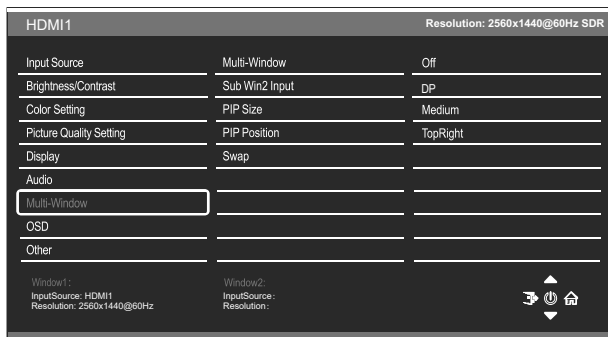 HDMI1 Resolution: 2560x1440@60Hz SDR
Input Source Multi-Window Off
Brightness/Contrast Sub Win2 Input DP
Color Setting PIP Size Medium
Picture Quality Setting PIP Position TopRight
Display Swap
Audio
Multi-Window
OSD
Other
Window1: Window2:
InputSource: HDMI1 InputSource:
Resolution: 2560x1440@60Hz Resolution: